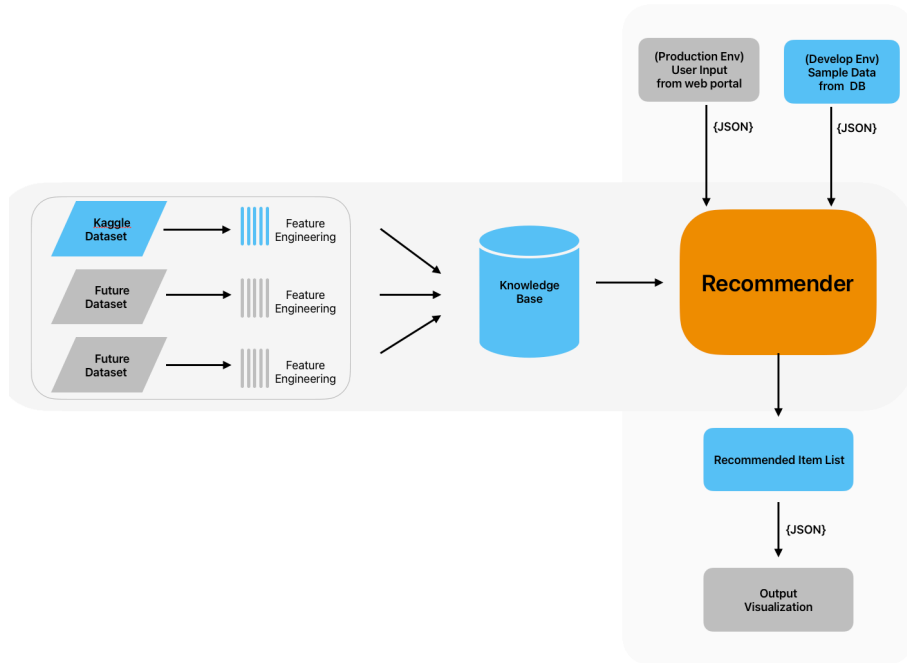 (Production Env)
User Input
from web portal
(Develop Env)
Sample Data
from DB
{JSON}
{JSON}
Kaggle
Dataset
Feature
Engineering
Future
Dataset
Feature
Engineering
Future
Dataset
Feature
Engineering
Knowledge
Base
Recommender
Recommended Item List
{JSON}
Output
Visualization